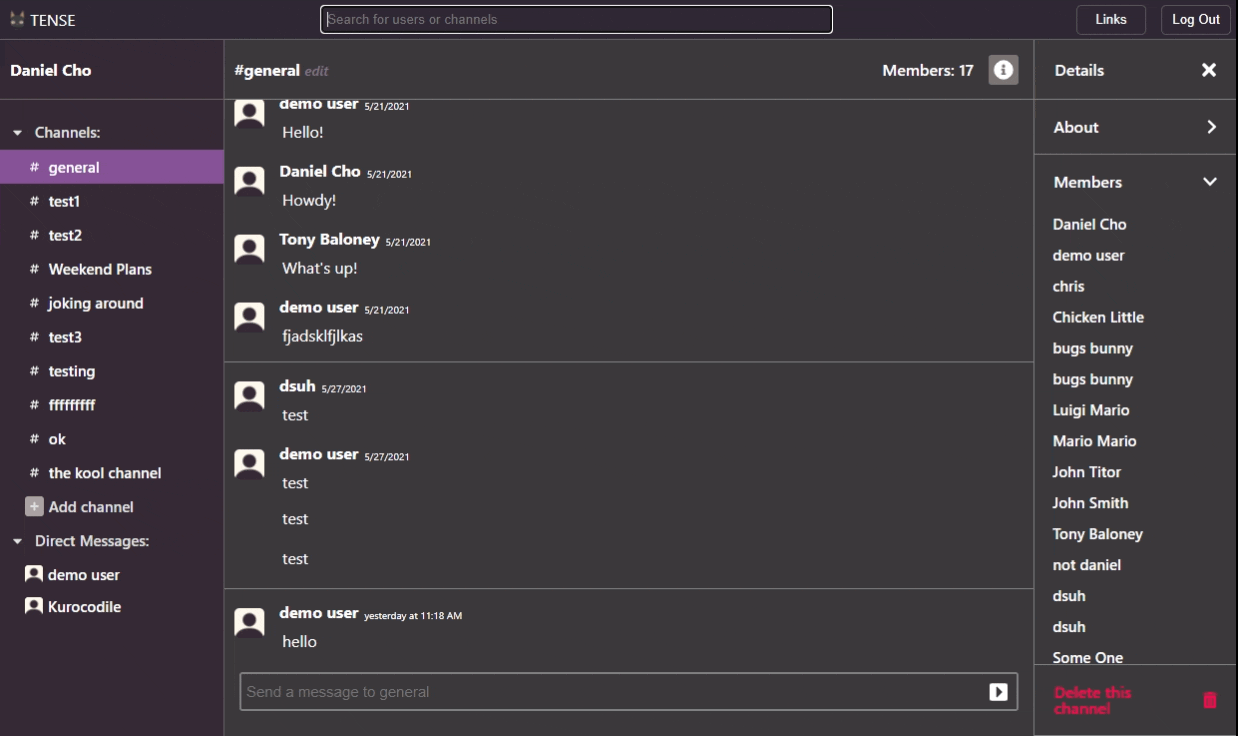 TENSE
Search for users or channels
Links
Log Out
Daniel Cho
Channels:
# general
# test1
# test2
# Weekend Plans
# joking around
# test3
# testing
# fffffffff
# ok
# the kool channel
+ Add channel
Direct Messages:
demo user
Kurocodile
#general edit
Members: 17
demo user 5/21/2021
Hello!
Daniel Cho 5/21/2021
Howdy!
Tony Baloney 5/21/2021
What's up!
demo user 5/21/2021
fjadsklfjlkas
dsuh 5/27/2021
test
demo user 5/27/2021
test
test
test
demo user yesterday at 11:18 AM
hello
Send a message to general
Details
About
Members
Daniel Cho
demo user
chris
Chicken Little
bugs bunny
bugs bunny
Luigi Mario
Mario Mario
John Titor
John Smith
Tony Baloney
not daniel
dsuh
dsuh
Some One
Delete this
channel